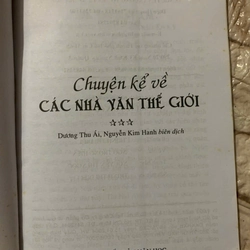 Chuyện kể về
CÁC NHÀ VĂN THẾ GIỚI
✰✰✰
Dương Thu Ái, Nguyễn Kim Hanh biên dịch